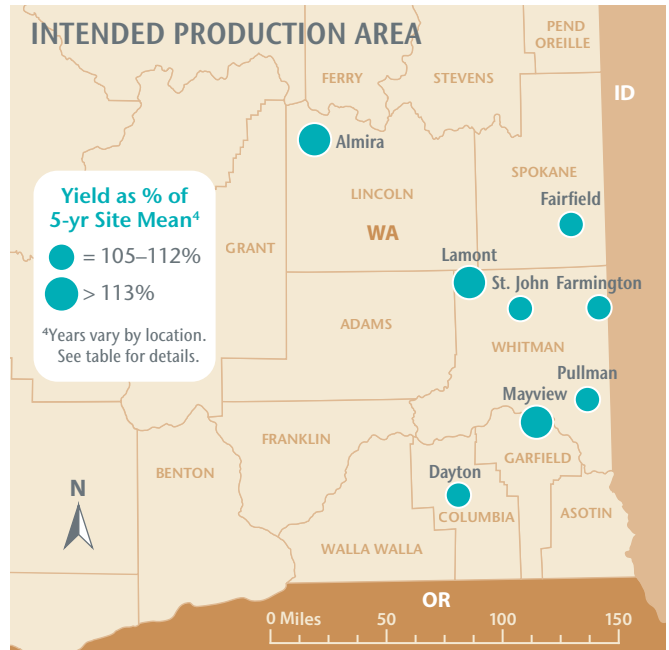 INTENDED PRODUCTION AREA
PEND
OREILLE
FERRY
STEVENS
ID
Almira
SPOKANE
Yield as % of
5-yr Site Mean⁴
= 105–112%
> 113%
⁴Years vary by location.
See table for details.
LINCOLN
Fairfield
WA
GRANT
Lamont
St. John
Farmington
ADAMS
WHITMAN
Pullman
Mayview
FRANKLIN
GARFIELD
BENTON
Dayton
N
COLUMBIA
ASOTIN
WALLA WALLA
OR
0 Miles 50 100 150